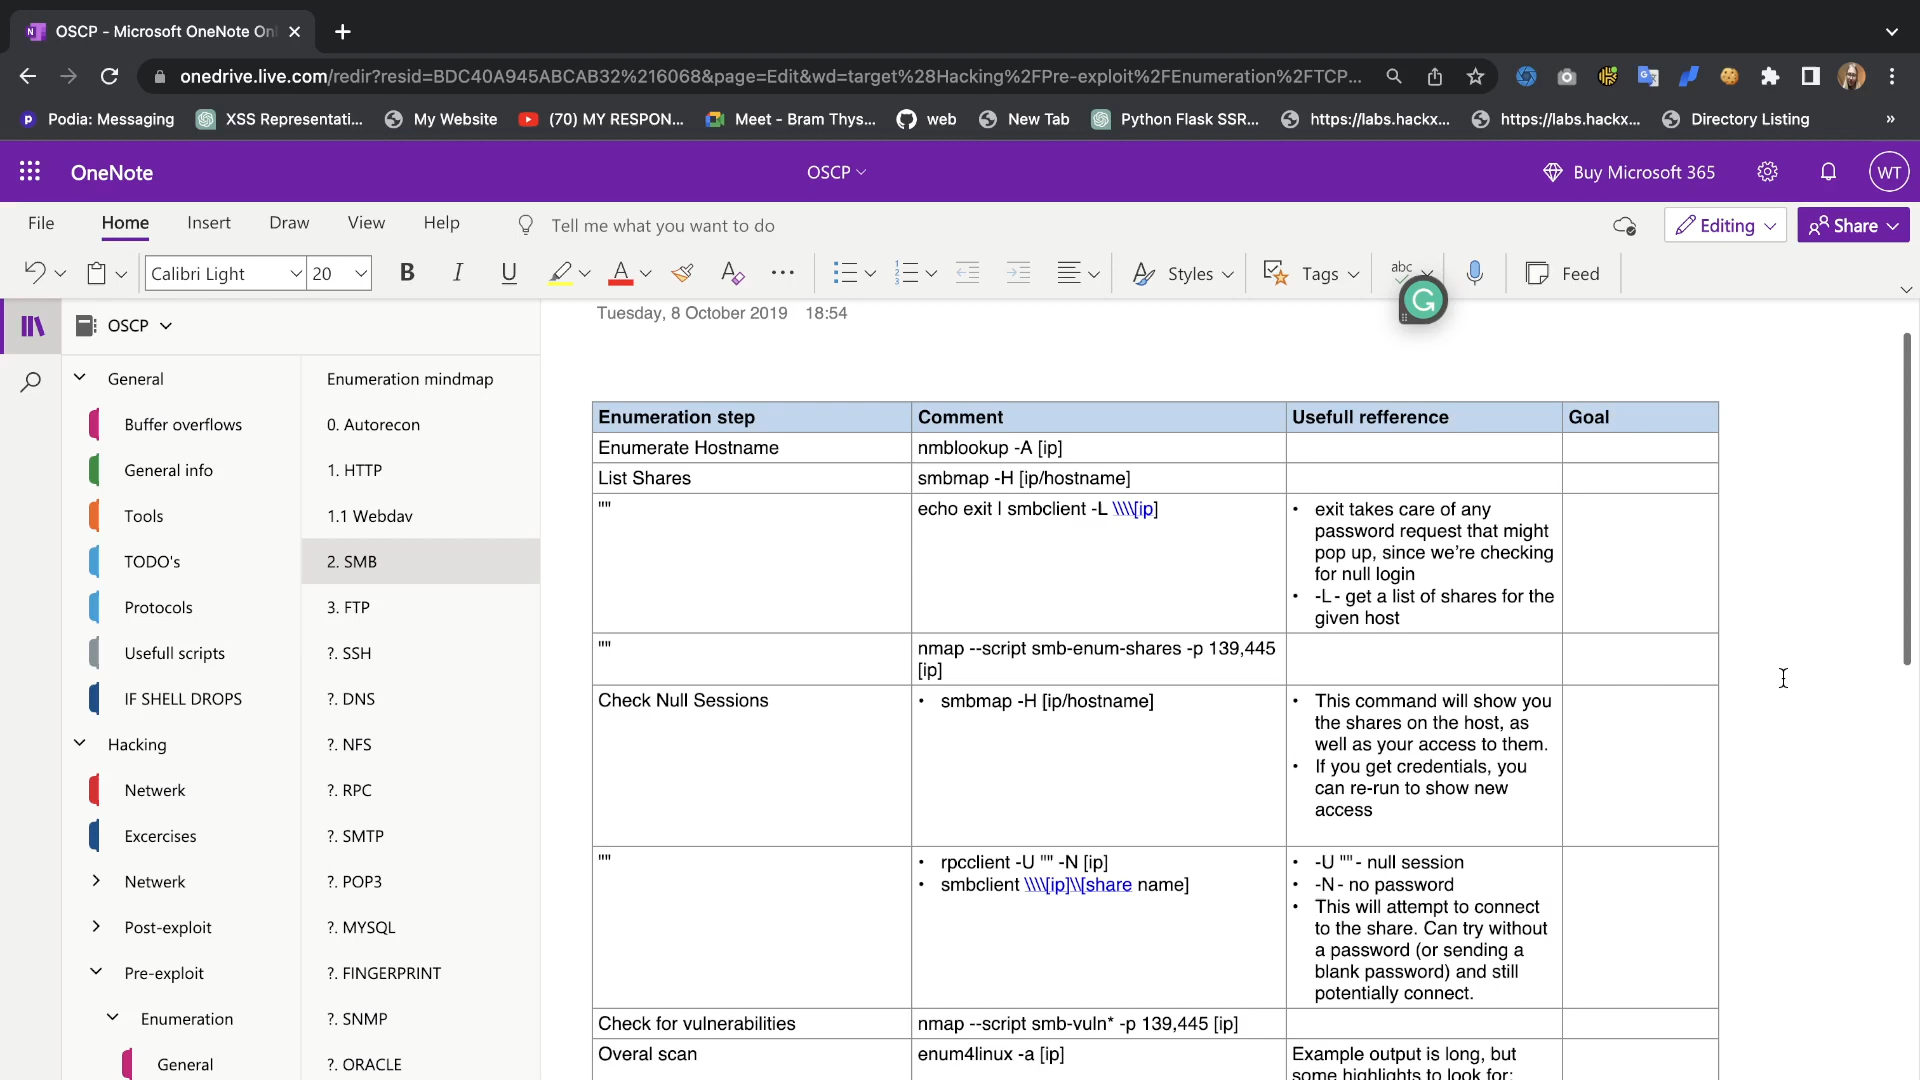 OSCP - Microsoft OneNote Onl
onedrive.live.com/redir?resid=BDC40A945ABCAB32%216068&page=Edit&wd=target%28Hacking%2FPre-exploit%2FEnumeration%2FTCP...
Podia: Messaging
XSS Representati...
My Website
(70) MY RESPON...
Meet - Bram Thys...
web
New Tab
Python Flask SSR...
https://labs.hackx...
https://labs.hackx...
Directory Listing
»
OneNote
OSCP
Buy Microsoft 365
WT
File
Home
Insert
Draw
View
Help
Tell me what you want to do
Editing
Share
Calibri Light
20
B
I
U
Styles
Tags
abc
Feed
Tuesday, 8 October 2019 18:54
OSCP
General
Buffer overflows
General info
Tools
TODO's
Protocols
Usefull scripts
IF SHELL DROPS
Hacking
Netwerk
Excercises
Netwerk
Post-exploit
Pre-exploit
Enumeration
General
Enumeration mindmap
0. Autorecon
1. HTTP
1.1 Webdav
2. SMB
3. FTP
?. SSH
?. DNS
?. NFS
?. RPC
?. SMTP
?. POP3
?. MYSQL
?. FINGERPRINT
?. SNMP
?. ORACLE
Enumeration step
Comment
Usefull refference
Goal
Enumerate Hostname
nmblookup -A [ip]
List Shares
smbmap -H [ip/hostname]
""
echo exit | smbclient -L \\\\[ip]
• exit takes care of any
password request that might
pop up, since we're checking
for null login
• -L - get a list of shares for the
given host
""
nmap --script smb-enum-shares -p 139,445
[ip]
Check Null Sessions
• smbmap -H [ip/hostname]
• This command will show you
the shares on the host, as
well as your access to them.
• If you get credentials, you
can re-run to show new
access
""
• rpcclient -U "" -N [ip]
• smbclient \\\\[ip]\\[share name]
• -U "" - null session
• -N - no password
• This will attempt to connect
to the share. Can try without
a password (or sending a
blank password) and still
potentially connect.
Check for vulnerabilities
nmap --script smb-vuln* -p 139,445 [ip]
Overal scan
enum4linux -a [ip]
Example output is long, but
some highlights to look for: